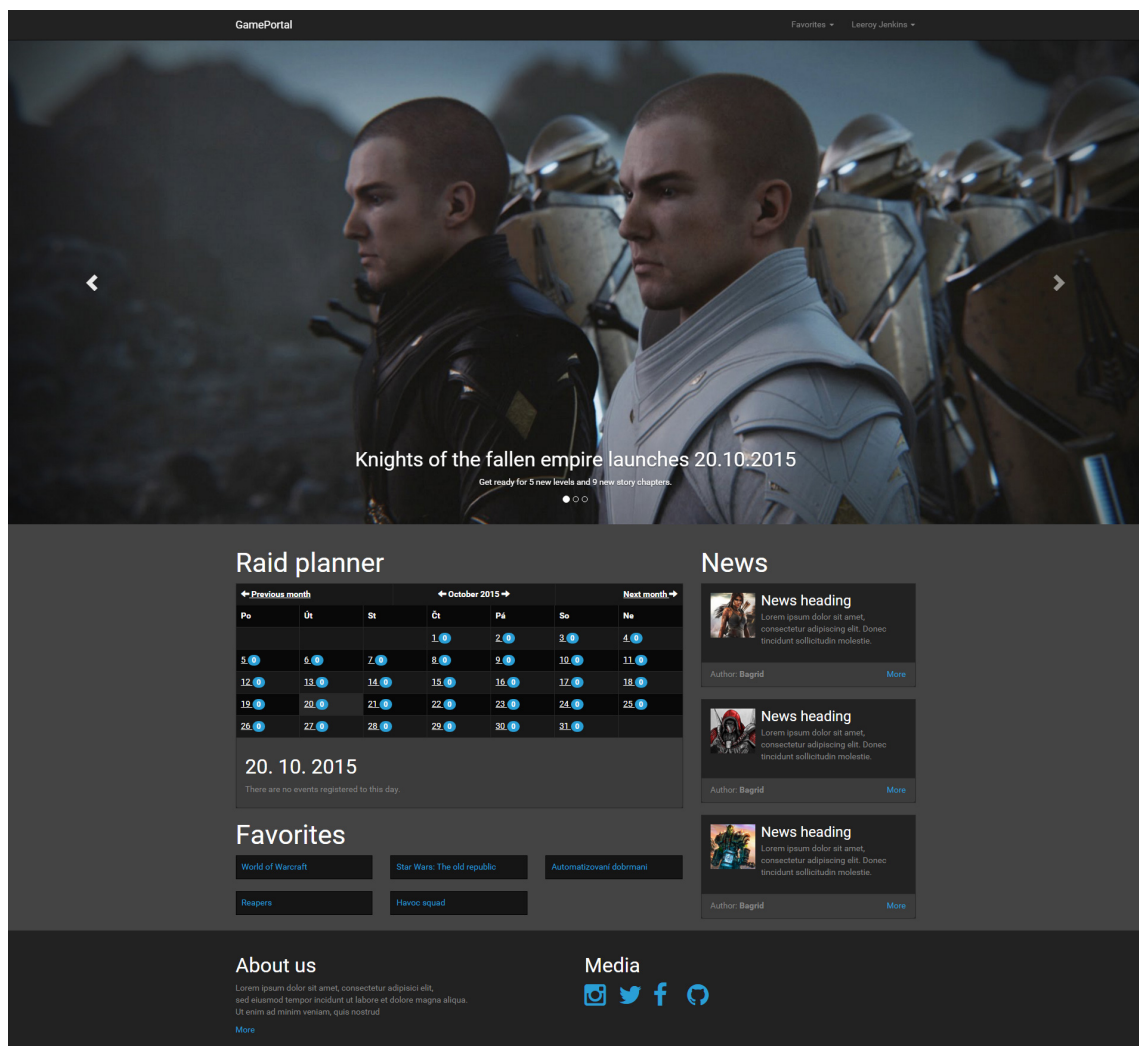 GamePortal
Favorites
Leeroy Jenkins
Knights of the fallen empire launches 20.10.2015
Get ready for 5 new levels and 9 new story chapters.
Raid planner
Previous month
October 2015
Next month
Po Út St Čt Pá So Ne
1 0 2 0 3 0 4 0
5 0 6 0 7 0 8 0 9 0 10 0 11 0
12 0 13 0 14 0 15 0 16 0 17 0 18 0
19 0 20 0 21 0 22 0 23 0 24 0 25 0
26 0 27 0 28 0 29 0 30 0 31 0
20. 10. 2015
There are no events registered to this day.
Favorites
World of Warcraft
Star Wars: The old republic
Automatizovaní dobrmani
Reapers
Havoc squad
News
News heading
Lorem ipsum dolor sit amet,
consectetur adipiscing elit. Donec
tincidunt sollicitudin molestie.
Author: Bagrid
More
News heading
Lorem ipsum dolor sit amet,
consectetur adipiscing elit. Donec
tincidunt sollicitudin molestie.
Author: Bagrid
More
News heading
Lorem ipsum dolor sit amet,
consectetur adipiscing elit. Donec
tincidunt sollicitudin molestie.
Author: Bagrid
More
About us
Lorem ipsum dolor sit amet, consectetur adipisici elit,
sed eiusmod tempor incidunt ut labore et dolore magna aliqua.
Ut enim ad minim veniam, quis nostrud
More
Media